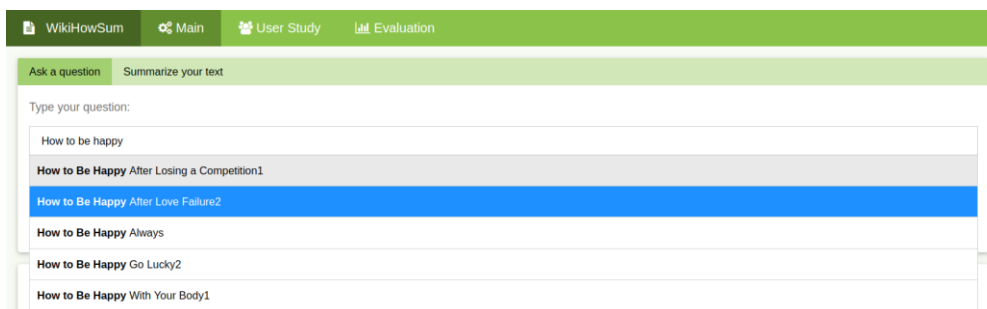 WikiHowSum Main User Study Evaluation
Ask a question Summarize your text
Type your question:
How to be happy
How to Be Happy After Losing a Competition1
How to Be Happy After Love Failure2
How to Be Happy Always
How to Be Happy Go Lucky2
How to Be Happy With Your Body1